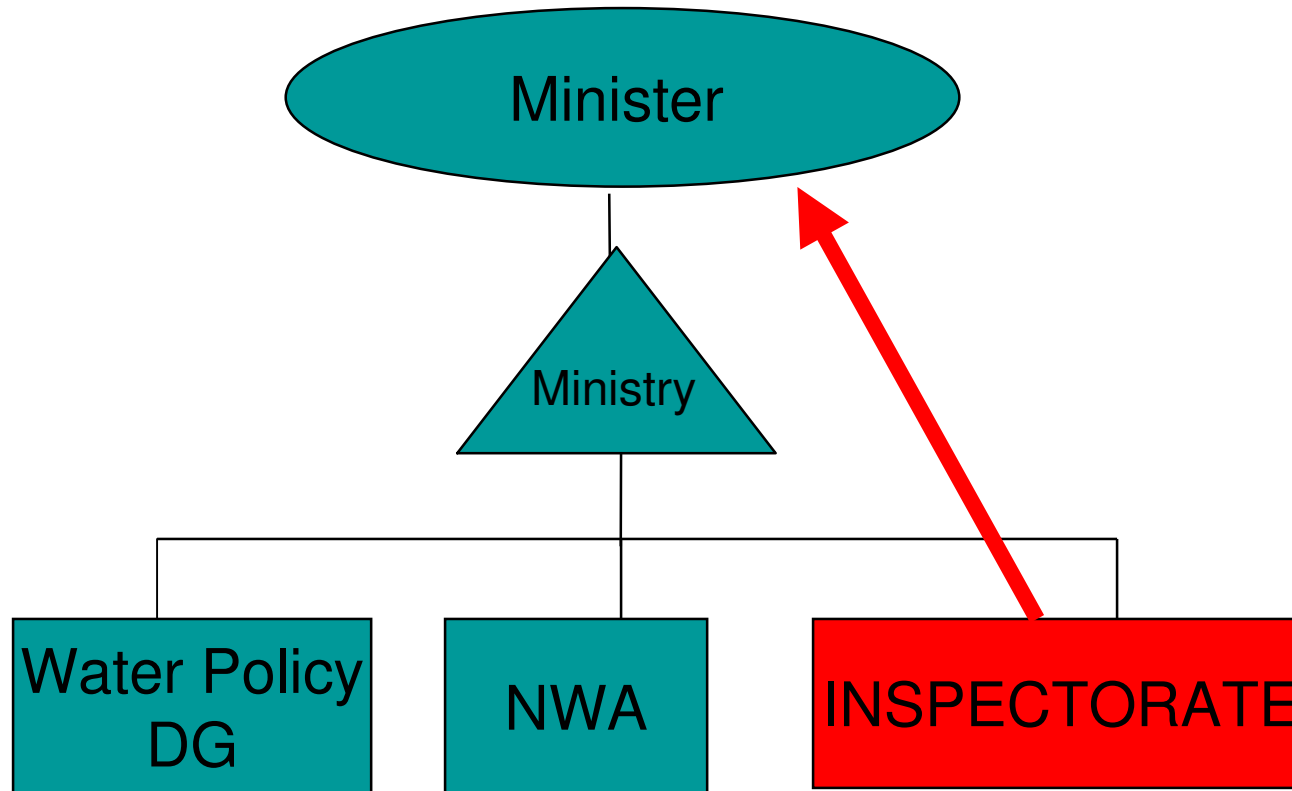 Minister
Ministry
Water Policy
DG
NWA
INSPECTORATE